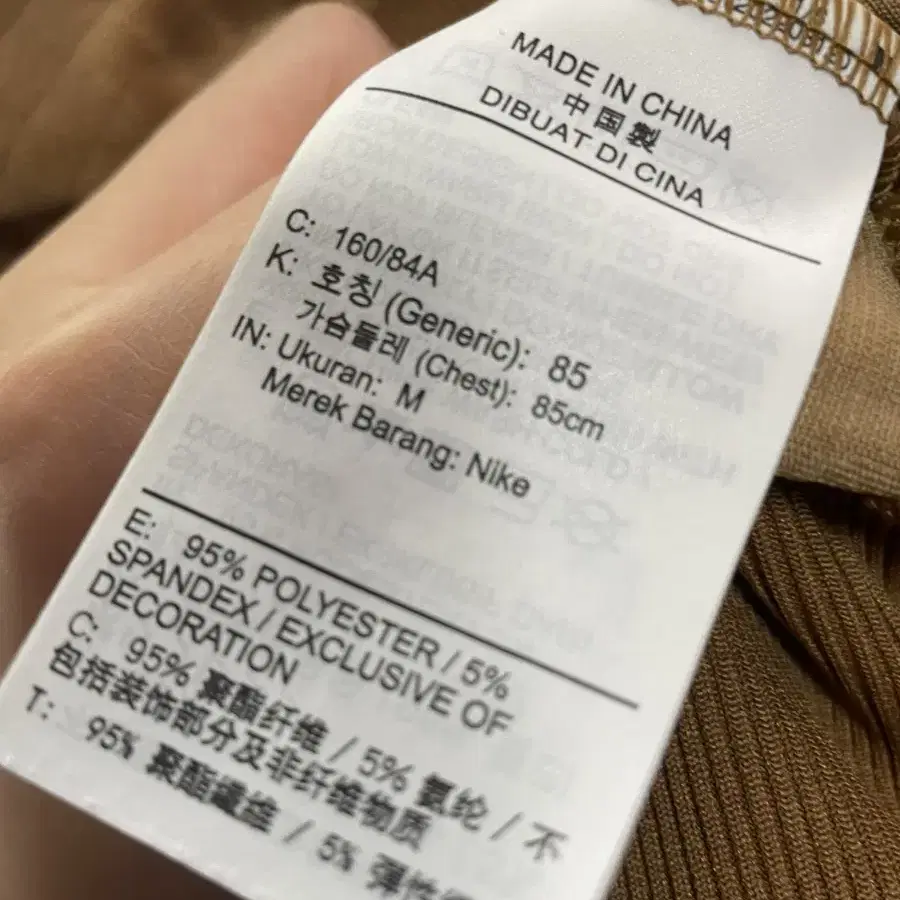 MADE IN CHINA
中国製
DIBUAT DI CINA
C: 160/84A
K: 호칭 (Generic): 85
가슴둘레 (Chest): 85cm
IN: Ukuran: M
Merek Barang: Nike
E: 95% POLYESTER / 5%
SPANDEX / EXCLUSIVE OF
DECORATION
C: 95% 聚酯纤维 / 5% 氨纶 / 不
包括装饰部分及非纤维物质
T: 95% 聚酯纖維 / 5% 彈性